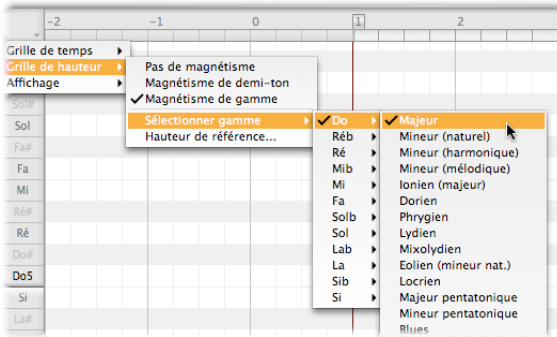 -2 -1 0 1 2
Grille de temps
Grille de hauteur
Affichage
Sol#
Sol
Fa#
Fa
Mi
Ré#
Ré
Do#
Do5
Si
La#
Pas de magnétisme
Magnétisme de demi-ton
Magnétisme de gamme
Sélectionner gamme
Hauteur de référence...
Do
Réb
Ré
Mib
Mi
Fa
Solb
Sol
Lab
La
Sib
Si
Majeur
Mineur (naturel)
Mineur (harmonique)
Mineur (mélodique)
Ionien (majeur)
Dorien
Phrygien
Lydien
Mixolydien
Eolien (mineur nat.)
Locrien
Majeur pentatonique
Mineur pentatonique
Blues